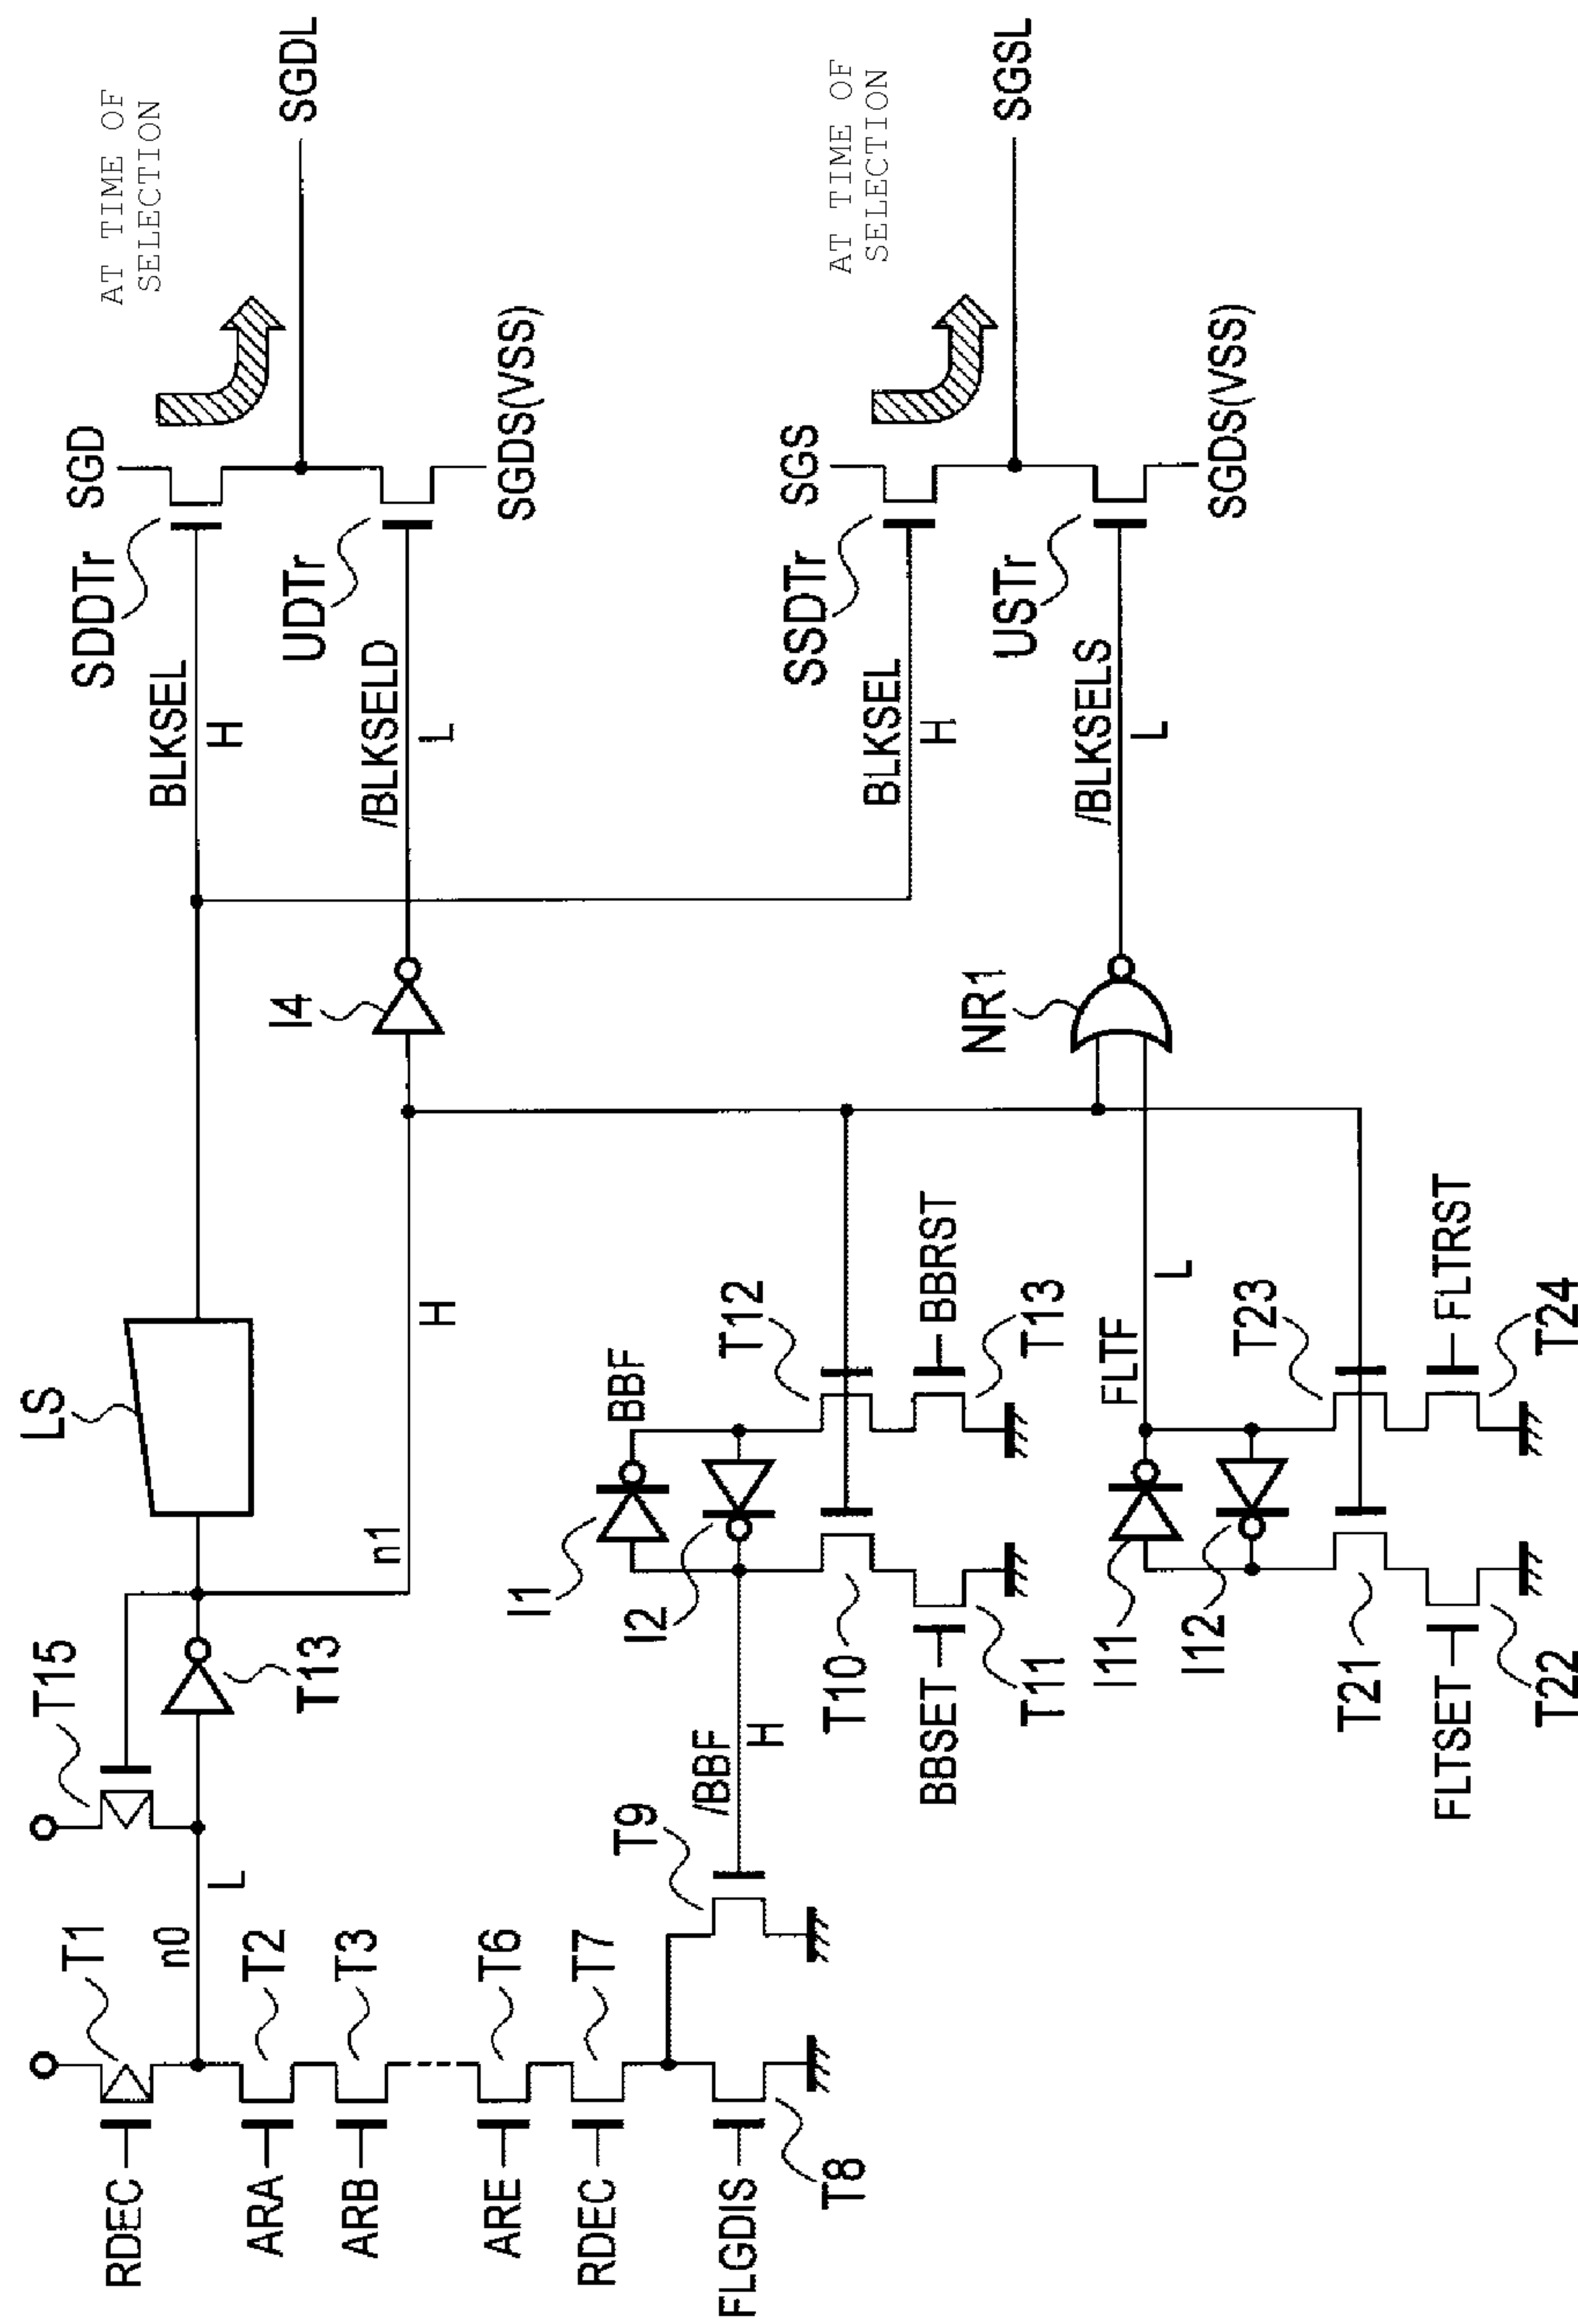 RDEC
T1
T15
LS
n0
L
T13
n1
H
ARA
T2
ARB
T3
ARE
T6
RDEC
T7
FLGDIS
T8
T9
/BBF
H
I1
I2
BBF
T10
BBSET
T11
T12
BBRST
T13
I11
I12
FLTF
L
T21
FLTSET
T22
T23
FLTRST
T24
I4
NR1
BLKSEL
H
SDDTr
SGD
AT TIME OF
SELECTION
SGDL
/BLKSELD
L
UDTr
SGDS(VSS)
BLKSEL
H
SSDTr
SGS
AT TIME OF
SELECTION
SGSL
/BLKSELS
L
USTr
SGDS(VSS)